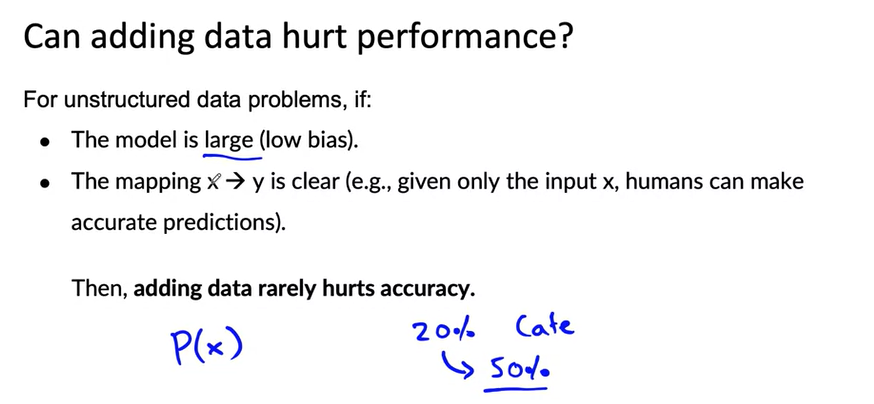 Can adding data hurt performance?
For unstructured data problems, if:
● The model is large (low bias).
● The mapping x → y is clear (e.g., given only the input x, humans can make
accurate predictions).
Then, adding data rarely hurts accuracy.
P(x)
20% Cafe
↳ 50%